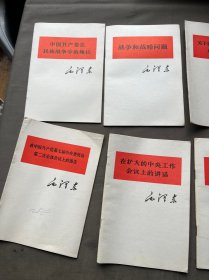 中国共产党在
民族战争中的地位
毛泽东
战争和战略问题
毛泽东
在中国共产党第七届中央委员会
第二次全体会议上的报告
毛泽东
在扩大的中央工作
会议上的讲话
毛泽东
关于